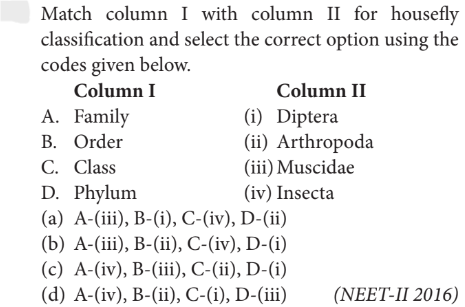 Match column I with column II for housefly
classification and select the correct option using the
codes given below.
Column I Column II
A. Family (i) Diptera
B. Order (ii) Arthropoda
C. Class (iii) Muscidae
D. Phylum (iv) Insecta
(a) A-(iii), B-(i), C-(iv), D-(ii)
(b) A-(iii), B-(ii), C-(iv), D-(i)
(c) A-(iv), B-(iii), C-(ii), D-(i)
(d) A-(iv), B-(ii), C-(i), D-(iii) (NEET-II 2016)